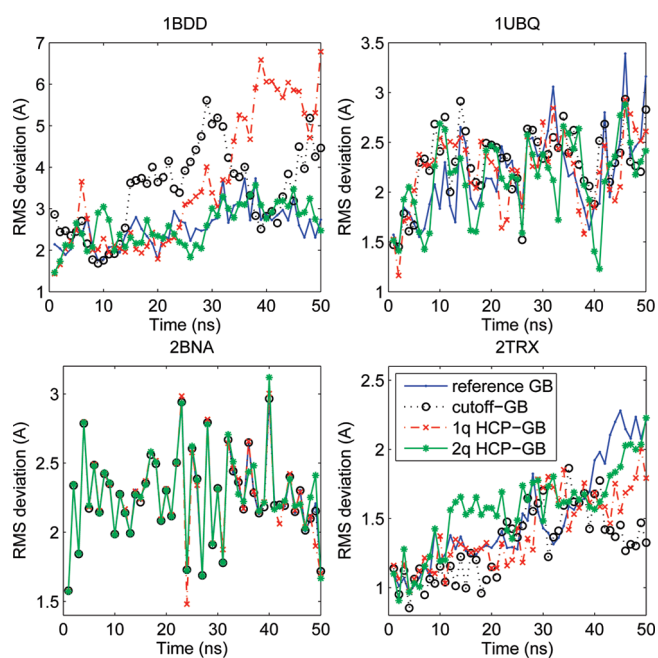 1BDD
RMS deviation (A)
7
6
5
4
3
2
1
0 10 20 30 40 50
Time (ns)
1UBQ
RMS deviation (A)
3.5
3
2.5
2
1.5
1
0 10 20 30 40 50
Time (ns)
2BNA
RMS deviation (A)
3
2.5
2
1.5
0 10 20 30 40 50
Time (ns)
2TRX
RMS deviation (A)
2.5
2
1.5
1
0 10 20 30 40 50
Time (ns)
reference GB
cutoff-GB
1q HCP-GB
2q HCP-GB